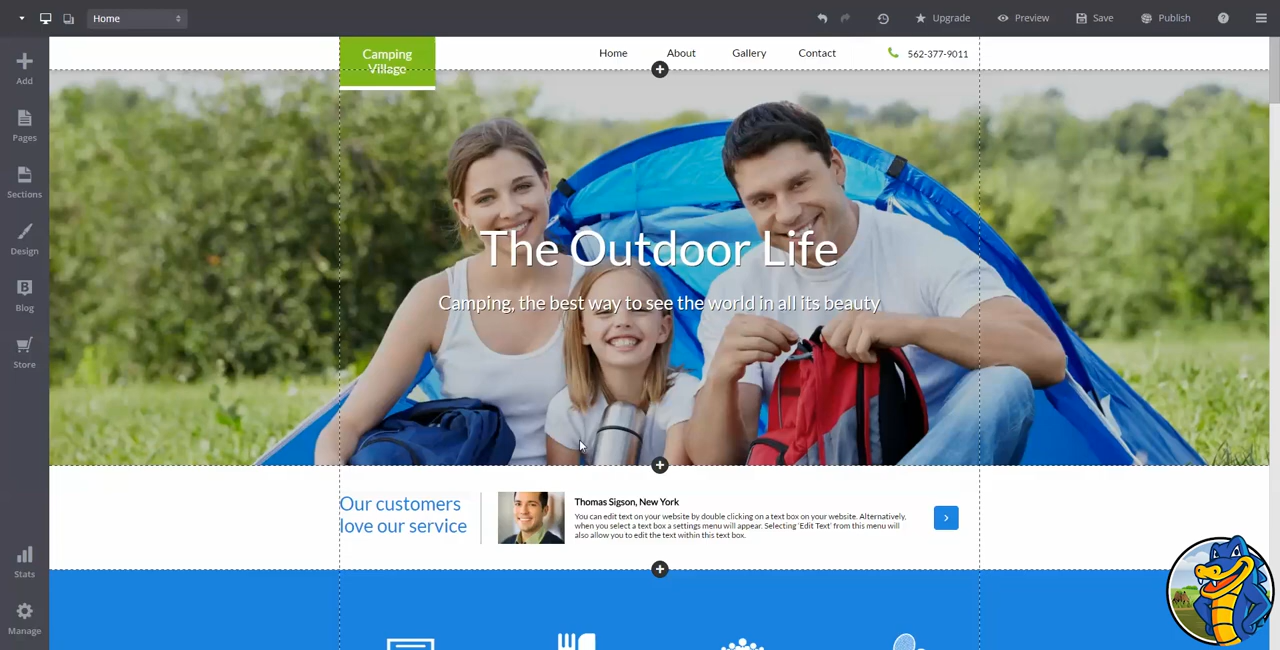 Home
Upgrade
Preview
Save
Publish
Add
Pages
Sections
Design
Blog
Store
Stats
Manage
Camping
Village
Home
About
Gallery
Contact
562-377-9011
The Outdoor Life
Camping, the best way to see the world in all its beauty
Our customers
love our service
Thomas Sigson, New York
You can edit text on your website by double clicking on a text box on your website. Alternatively,
when you select a text box a settings menu will appear. Selecting 'Edit Text' from this menu will
also allow you to edit the text within this text box.